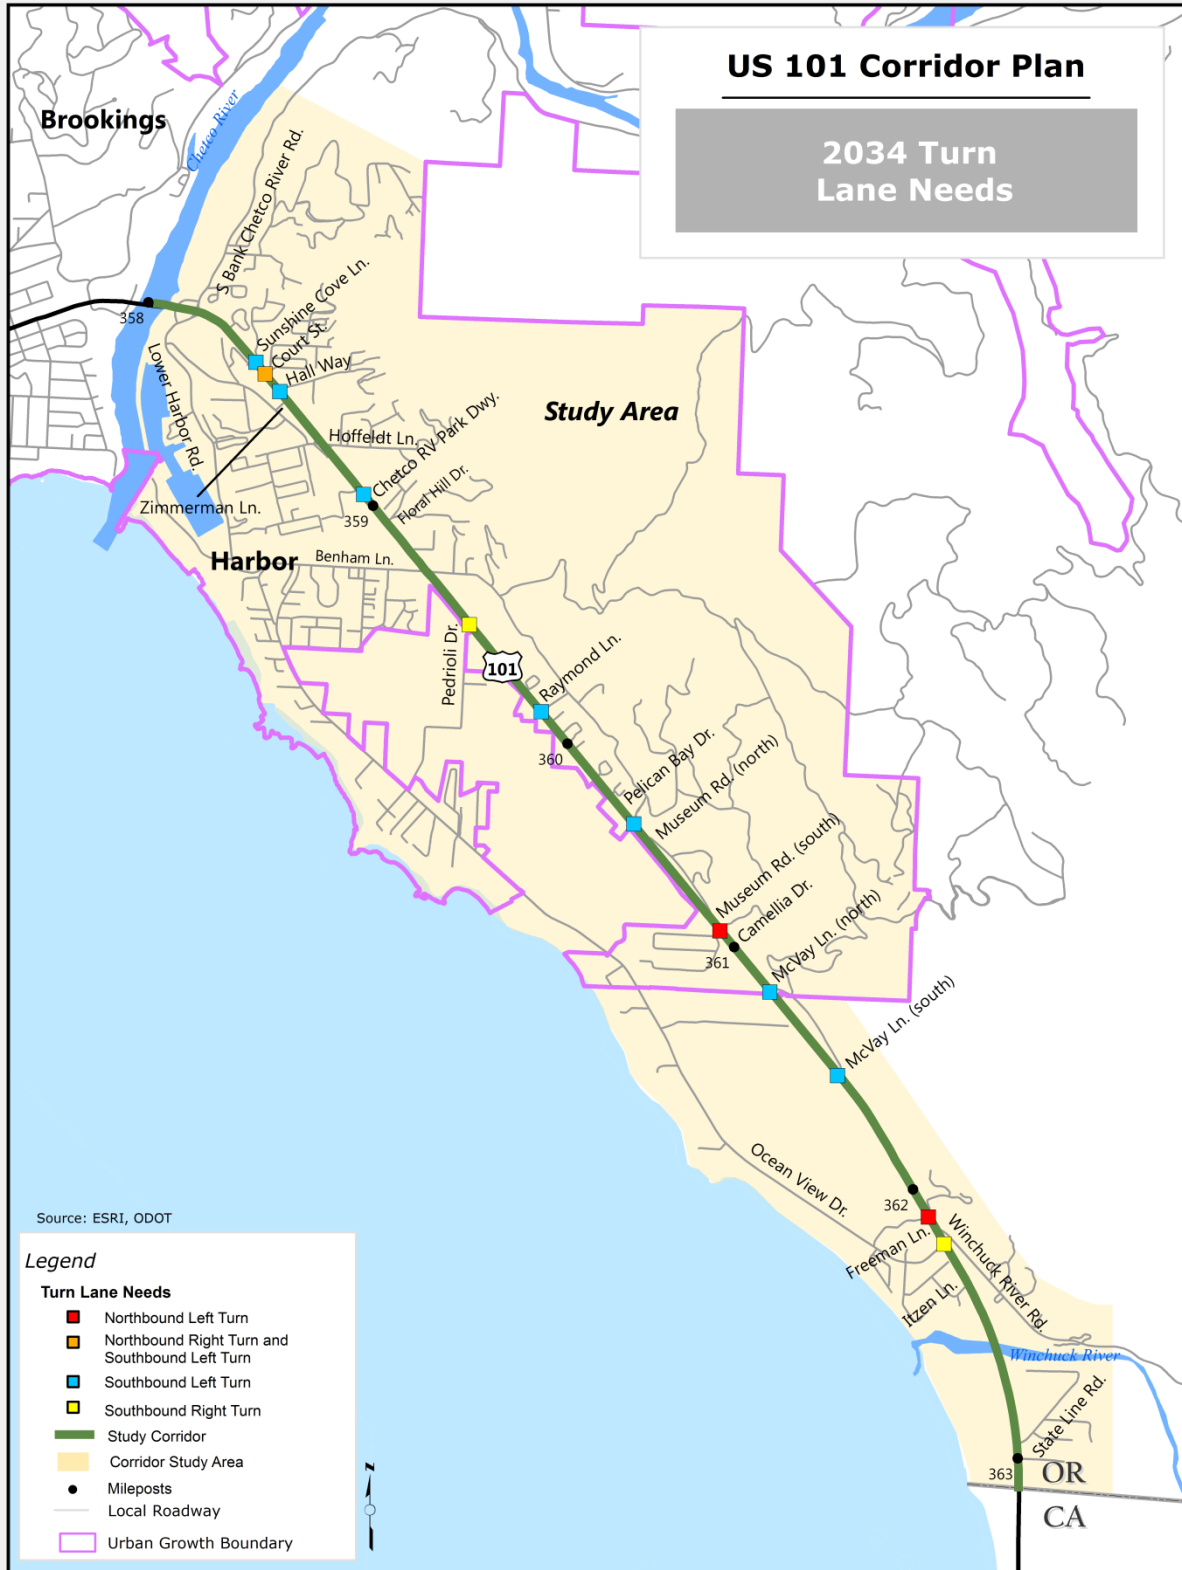 US 101 Corridor Plan
2034 Turn
Lane Needs
Brookings
Chetco River
S Bank Chetco River Rd.
358
Sunshine Cove Ln.
Court St.
Hall Way
Lower Harbor Rd.
Study Area
Chetco RV Park Dwy.
Hoffeldt Ln.
Floral Hill Dr.
Zimmerman Ln.
359
Harbor
Benham Ln.
Pedrioli Dr.
101
Raymond Ln.
360
Pelican Bay Dr.
Museum Rd. (north)
Museum Rd. (south)
Camellia Dr.
361
McVay Ln. (north)
McVay Ln. (south)
Ocean View Dr.
362
Freeman Ln.
Winchuck River Rd.
Itzen Ln.
Winchuck River
State Line Rd.
363
OR
CA
Source: ESRI, ODOT
Legend
Turn Lane Needs
Northbound Left Turn
Northbound Right Turn and
Southbound Left Turn
Southbound Left Turn
Southbound Right Turn
Study Corridor
Corridor Study Area
Mileposts
Local Roadway
Urban Growth Boundary
N